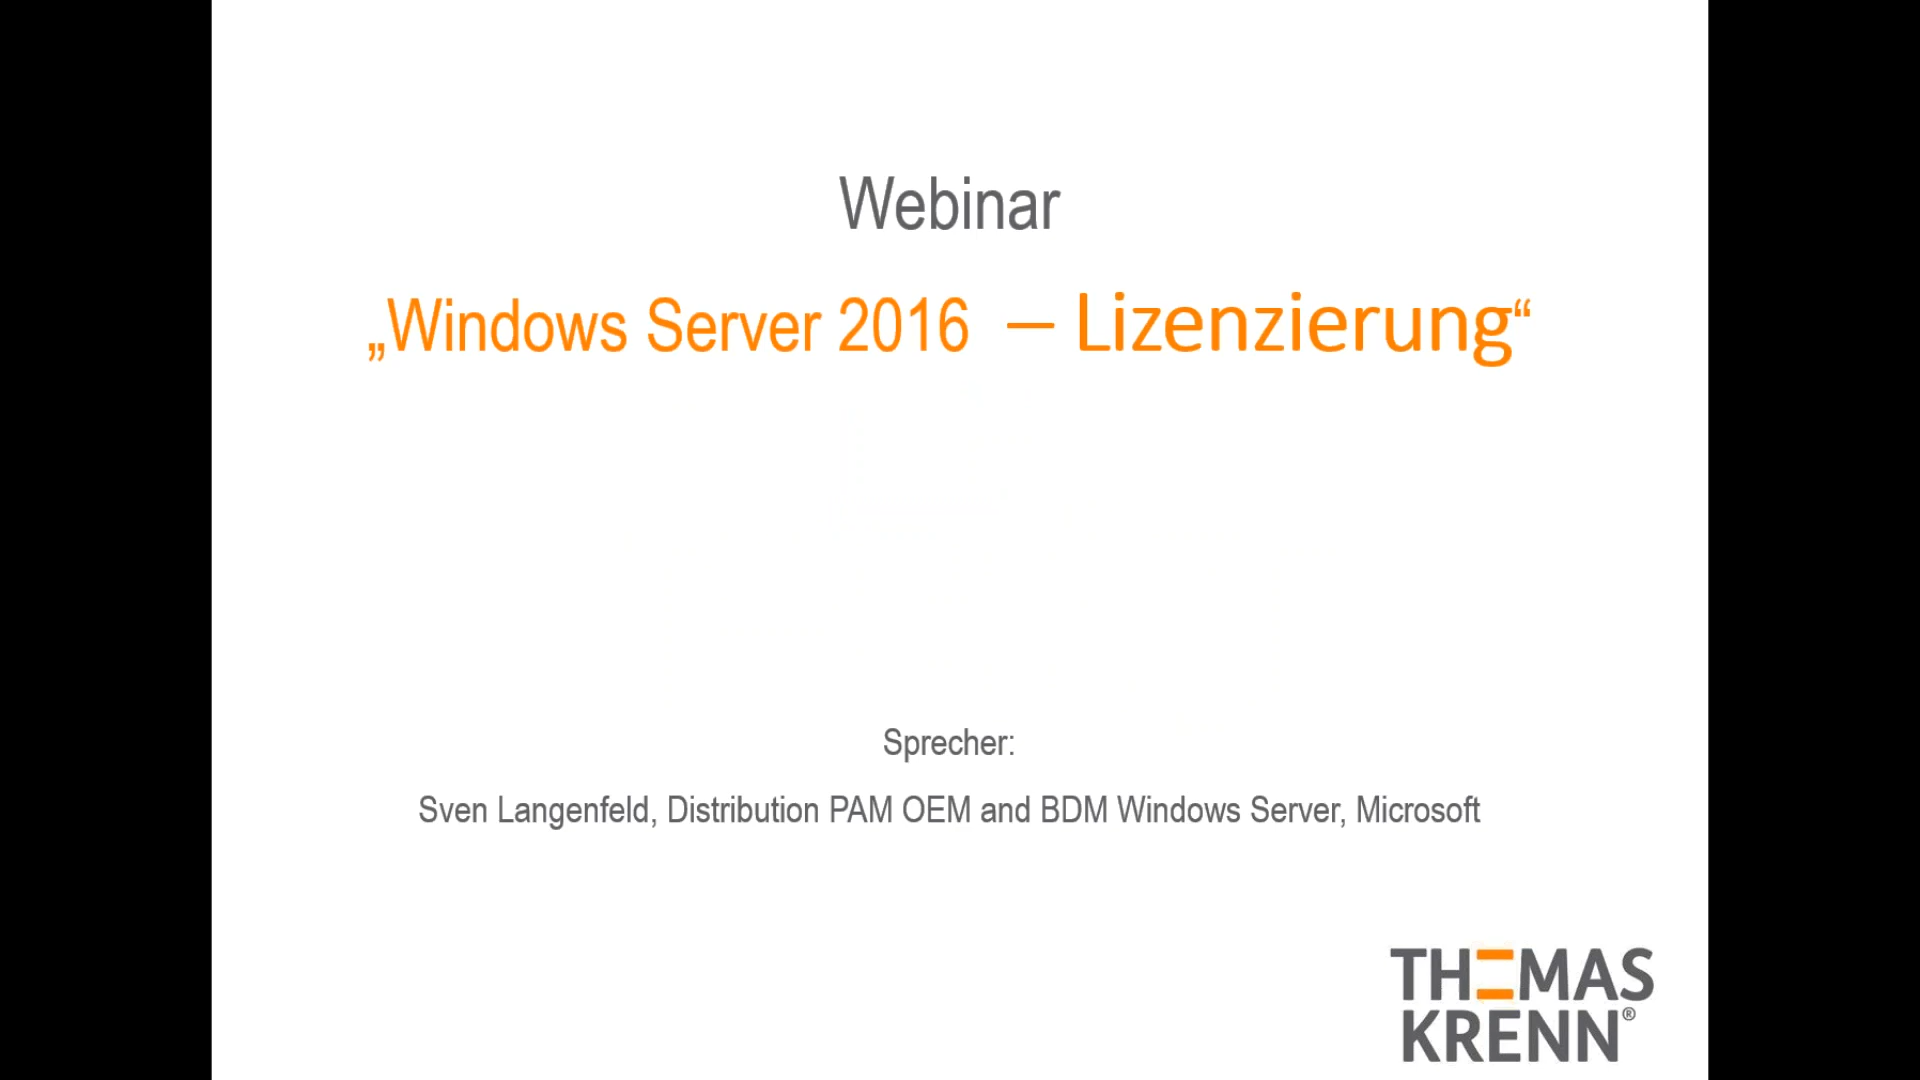 Webinar
„Windows Server 2016 – Lizenzierung“
Sprecher:
Sven Langenfeld, Distribution PAM OEM and BDM Windows Server, Microsoft
THOMAS
KRENN®